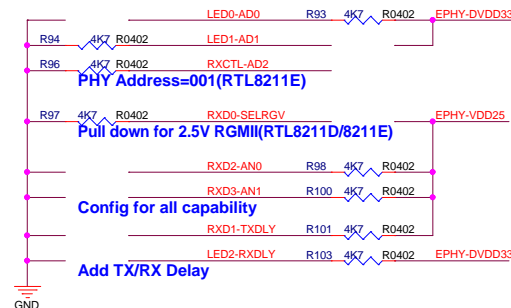 LED0-AD0 R93 4K7 R0402 EPHY-DVDD33
R94 4K7 R0402 LED1-AD1
R96 4K7 R0402 RXCTL-AD2
PHY Address=001(RTL8211E)
R97 4K7 R0402 RXD0-SELRGV EPHY-VDD25
Pull down for 2.5V RGMII(RTL8211D/8211E)
RXD2-AN0 R98 4K7 R0402
RXD3-AN1 R100 4K7 R0402
Config for all capability
RXD1-TXDLY R101 4K7 R0402
LED2-RXDLY R103 4K7 R0402 EPHY-DVDD33
Add TX/RX Delay
GND